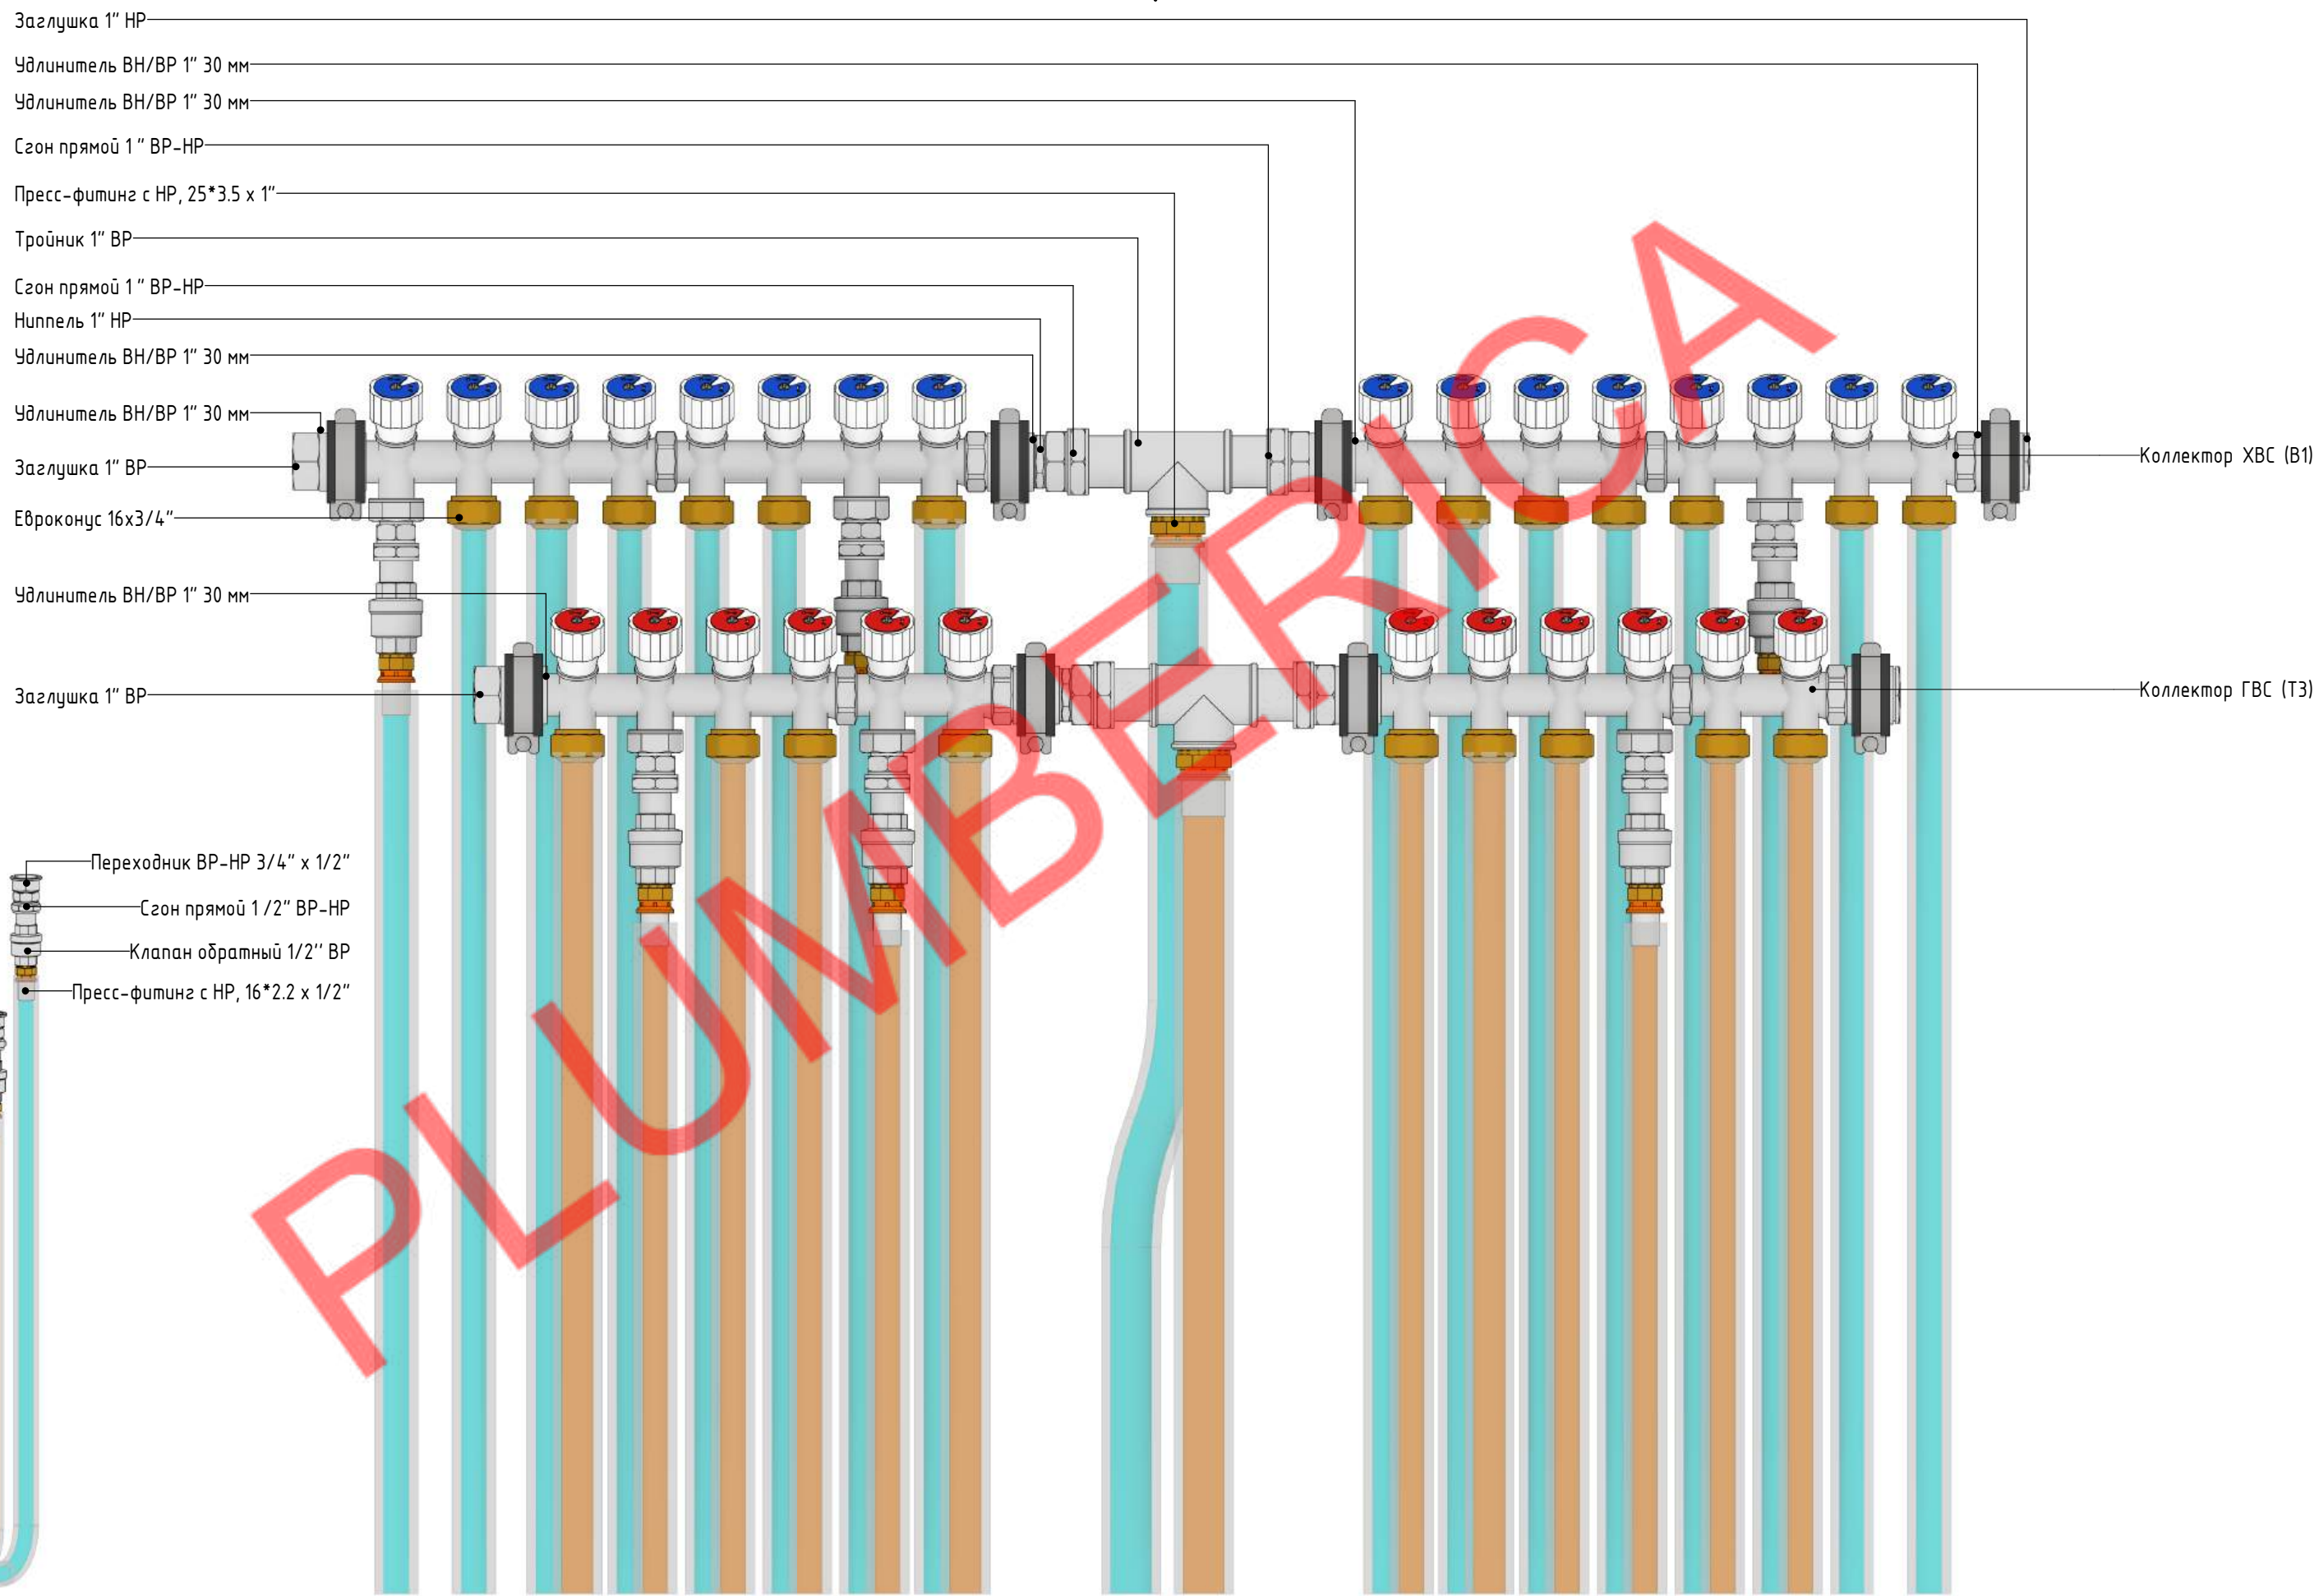 Заглушка 1" НР
Удлинитель ВН/ВР 1" 30 мм
Удлинитель ВН/ВР 1" 30 мм
Сгон прямой 1 " ВР-НР
Пресс-фитинг с НР, 25*3.5 х 1"
Тройник 1" ВР
Сгон прямой 1 " ВР-НР
Ниппель 1" НР
Удлинитель ВН/ВР 1" 30 мм
Удлинитель ВН/ВР 1" 30 мм
Коллектор ХВС (В1)
Заглушка 1" ВР
Евроконус 16х3/4"
Удлинитель ВН/ВР 1" 30 мм
Коллектор ГВС (Т3)
Заглушка 1" ВР
Переходник ВР-НР 3/4" х 1/2"
Сгон прямой 1 /2" ВР-НР
Клапан обратный 1/2'' ВР
Пресс-фитинг с НР, 16*2.2 х 1/2"
PLUMBERICA